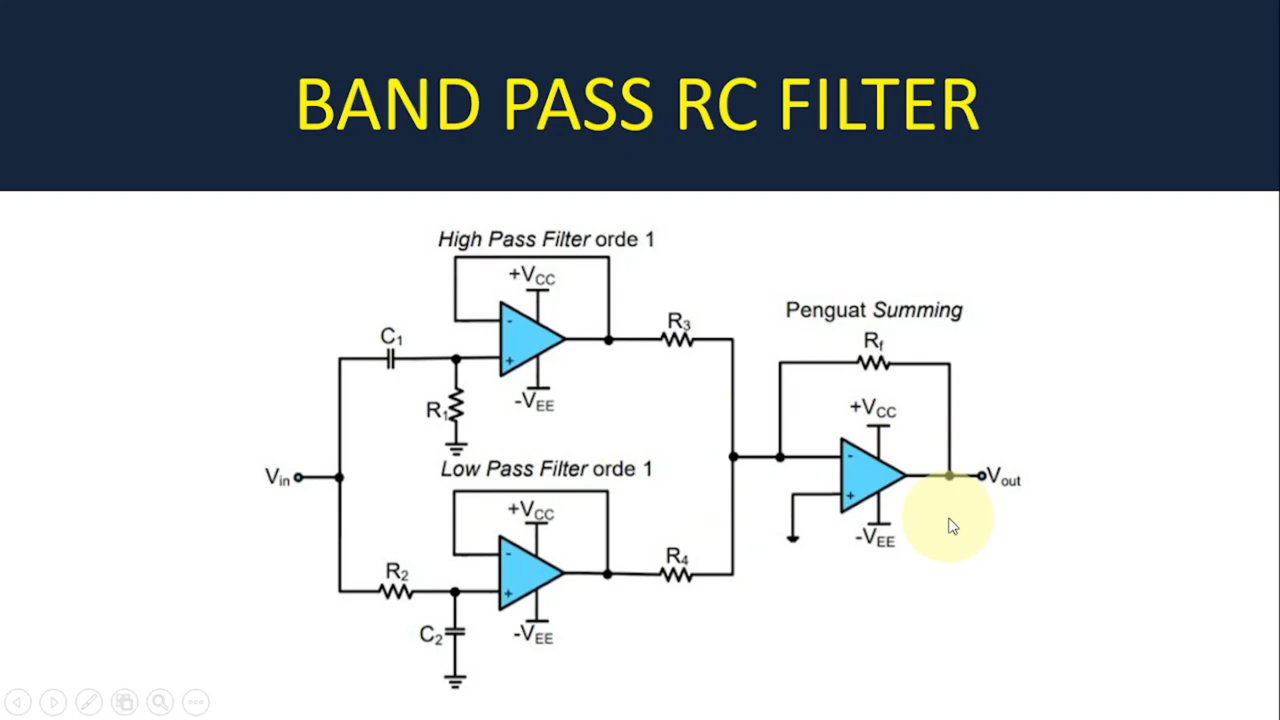 BAND PASS RC FILTER
High Pass Filter orde 1
+VCC
C1
R1
-VEE
R3
Penguat Summing
Rf
+VCC
-VEE
Vin
Vout
Low Pass Filter orde 1
+VCC
R2
C2
-VEE
R4
-
+
-
+
-
+